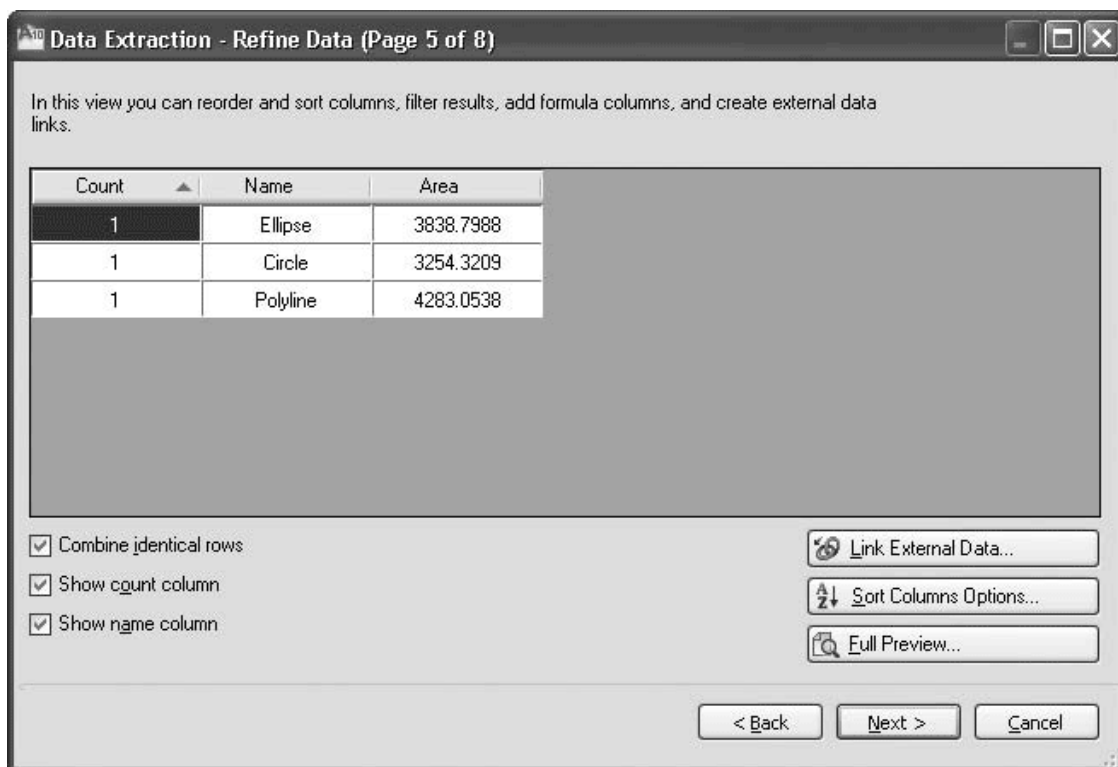 Data Extraction - Refine Data (Page 5 of 8)
In this view you can reorder and sort columns, filter results, add formula columns, and create external data
links.
Count Name Area
1 Ellipse 3838.7988
1 Circle 3254.3209
1 Polyline 4283.0538
Combine identical rows
Show count column
Show name column
Link External Data...
Sort Columns Options...
Full Preview...
< Back Next > Cancel